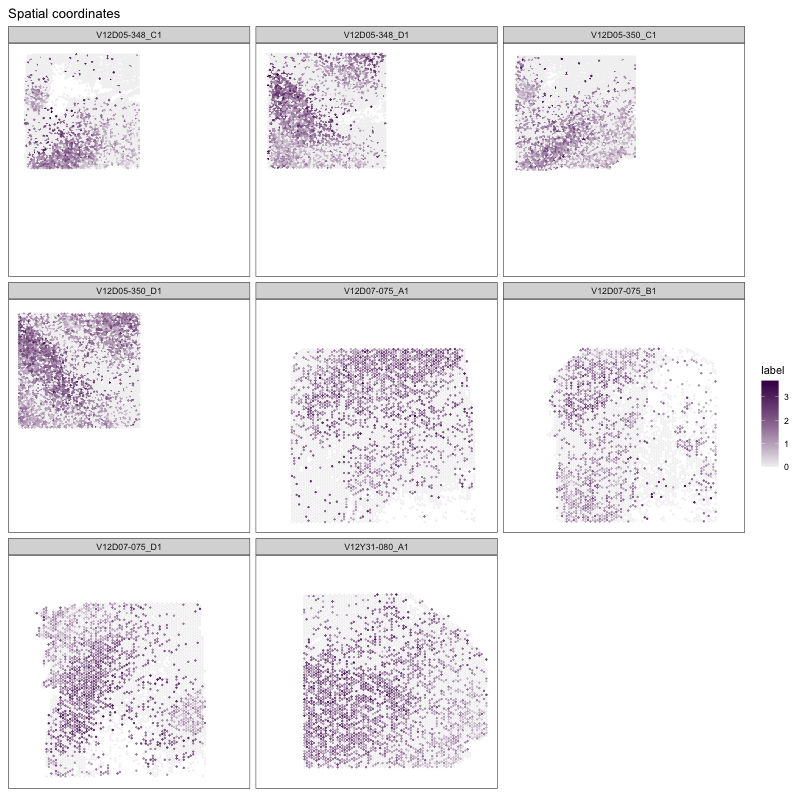 Spatial coordinates
V12D05-348_C1
V12D05-348_D1
V12D05-350_C1
V12D05-350_D1
V12D07-075_A1
V12D07-075_B1
label
3
2
1
0
V12D07-075_D1
V12Y31-080_A1